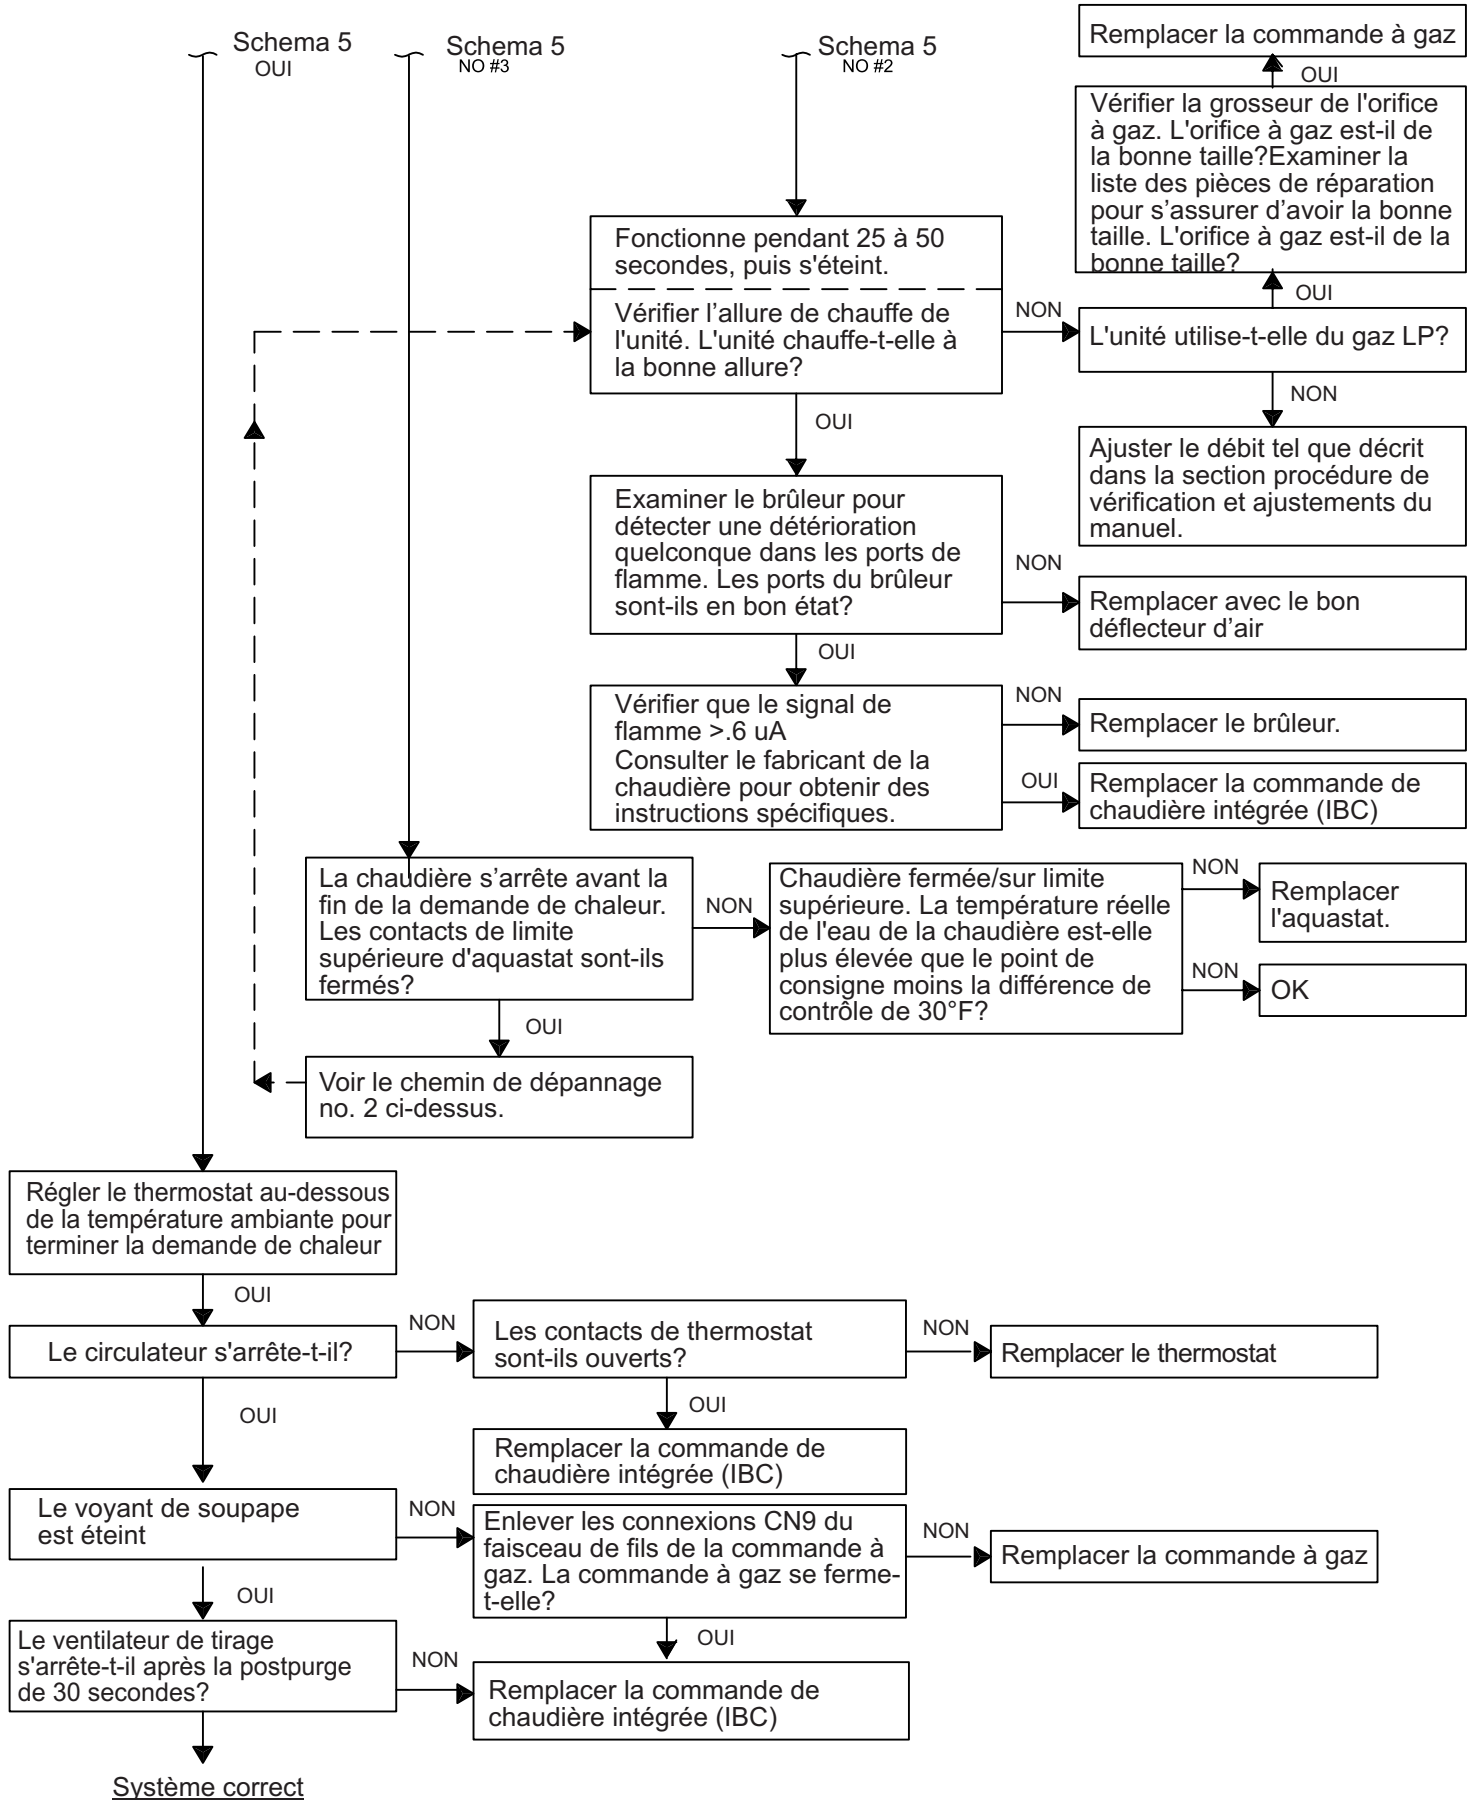 Schema 5
OUI
Schema 5
NO #3
Schema 5
NO #2
Remplacer la commande à gaz
OUI
Vérifier la grosseur de l'orifice
à gaz. L'orifice à gaz est-il de
la bonne taille?Examiner la
liste des pièces de réparation
pour s’assurer d’avoir la bonne
taille. L'orifice à gaz est-il de la
bonne taille?
OUI
Fonctionne pendant 25 à 50
secondes, puis s'éteint.
Vérifier l’allure de chauffe de
l'unité. L'unité chauffe-t-elle à
la bonne allure?
NON
L'unité utilise-t-elle du gaz LP?
NON
OUI
Ajuster le débit tel que décrit
dans la section procédure de
vérification et ajustements du
manuel.
Examiner le brûleur pour
détecter une détérioration
quelconque dans les ports de
flamme. Les ports du brûleur
sont-ils en bon état?
NON
Remplacer avec le bon
déflecteur d’air
OUI
Vérifier que le signal de
flamme >.6 uA
Consulter le fabricant de la
chaudière pour obtenir des
instructions spécifiques.
NON
Remplacer le brûleur.
OUI
Remplacer la commande de
chaudière intégrée (IBC)
La chaudière s’arrête avant la
fin de la demande de chaleur.
Les contacts de limite
supérieure d'aquastat sont-ils
fermés?
NON
Chaudière fermée/sur limite
supérieure. La température réelle
de l'eau de la chaudière est-elle
plus élevée que le point de
consigne moins la différence de
contrôle de 30°F?
NON
Remplacer
l'aquastat.
NON
OK
OUI
Voir le chemin de dépannage
no. 2 ci-dessus.
Régler le thermostat au-dessous
de la température ambiante pour
terminer la demande de chaleur
OUI
Le circulateur s'arrête-t-il?
NON
Les contacts de thermostat
sont-ils ouverts?
NON
Remplacer le thermostat
OUI
OUI
Remplacer la commande de
chaudière intégrée (IBC)
Le voyant de soupape
est éteint
NON
Enlever les connexions CN9 du
faisceau de fils de la commande à
gaz. La commande à gaz se ferme-
t-elle?
NON
Remplacer la commande à gaz
OUI
OUI
Le ventilateur de tirage
s'arrête-t-il après la postpurge
de 30 secondes?
NON
Remplacer la commande de
chaudière intégrée (IBC)
Système correct